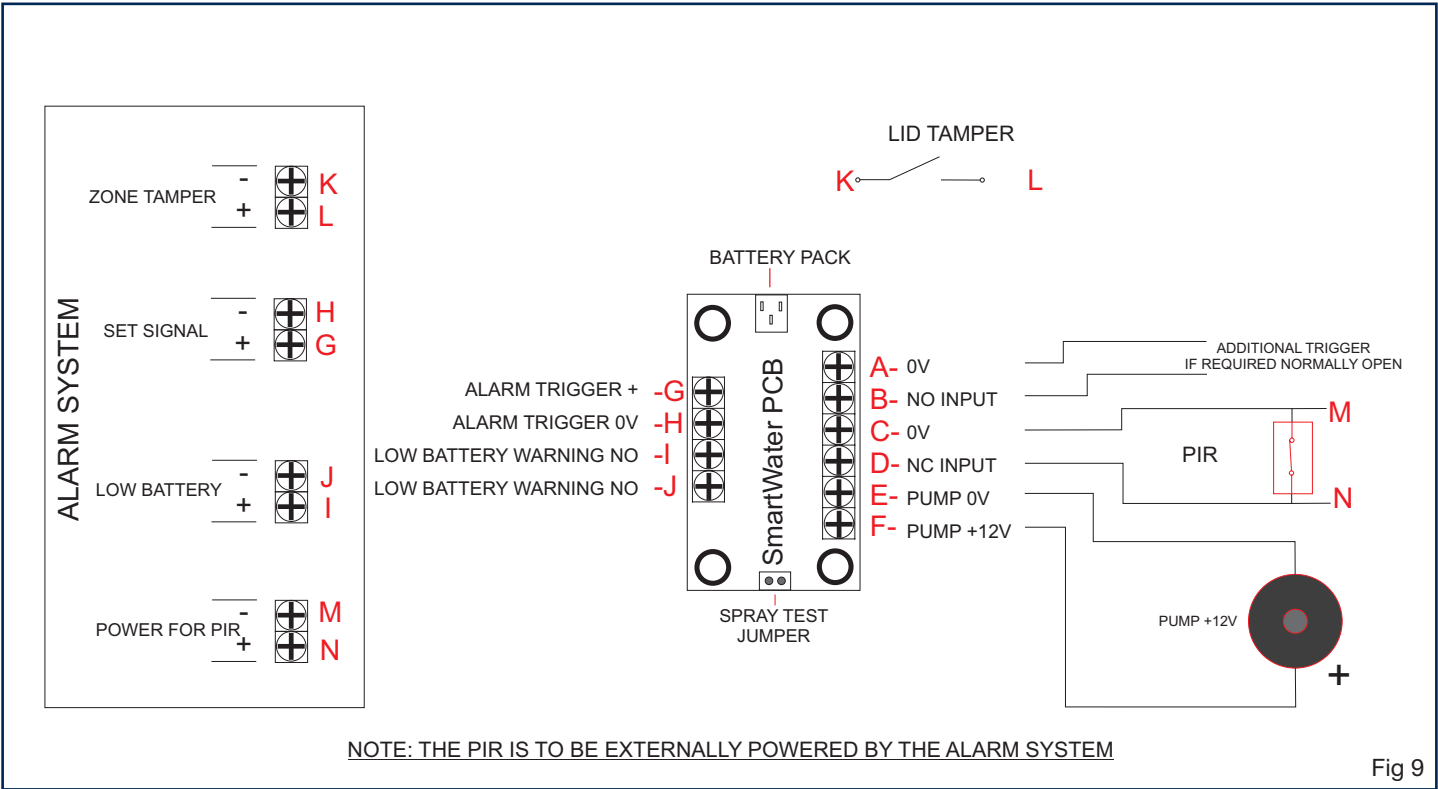 LID TAMPER
K L
ALARM SYSTEM
ZONE TAMPER - K
+ L
SET SIGNAL - H
+ G
LOW BATTERY - J
+ I
POWER FOR PIR - M
+ N
BATTERY PACK
SmartWater PCB
ALARM TRIGGER + -G
ALARM TRIGGER 0V -H
LOW BATTERY WARNING NO -I
LOW BATTERY WARNING NO -J
A- 0V
B- NO INPUT
C- 0V
D- NC INPUT
E- PUMP 0V
F- PUMP +12V
SPRAY TEST
JUMPER
ADDITIONAL TRIGGER
IF REQUIRED NORMALLY OPEN
M
PIR
N
PUMP +12V
+
NOTE: THE PIR IS TO BE EXTERNALLY POWERED BY THE ALARM SYSTEM
Fig 9